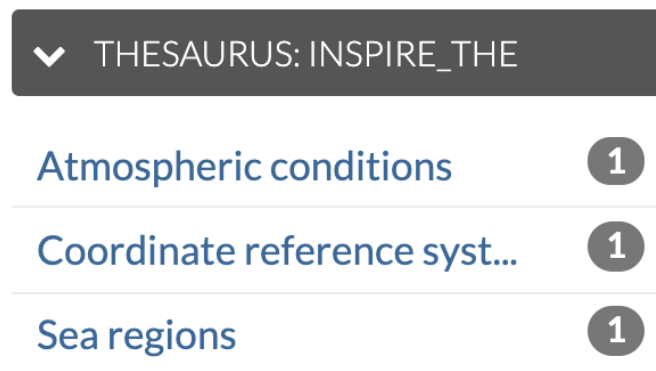 THESAURUS: INSPIRE_THE
Atmospheric conditions 1
Coordinate reference syst... 1
Sea regions 1